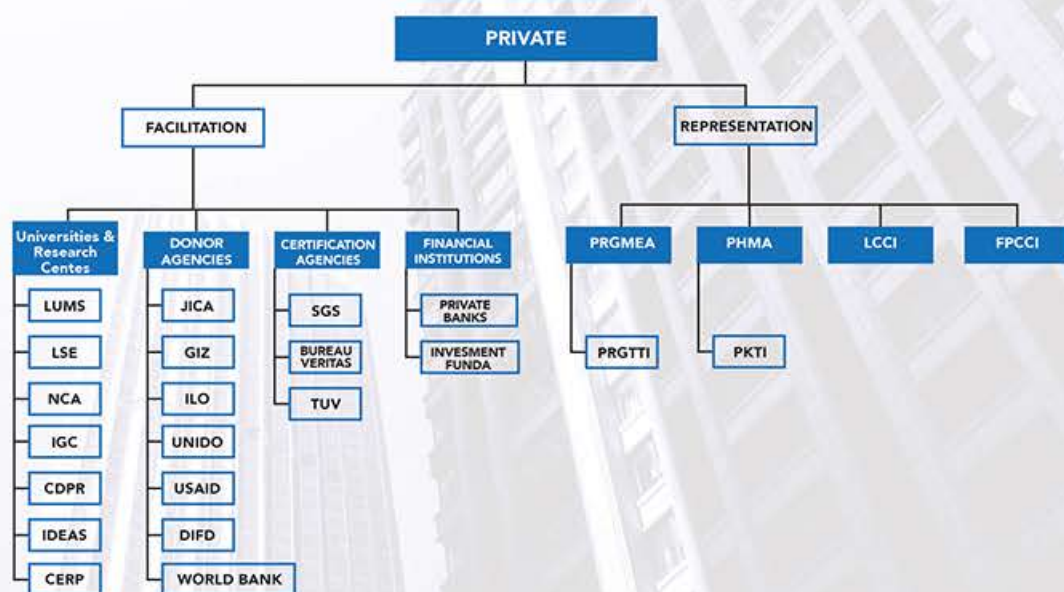 PRIVATE
FACILITATION
REPRESENTATION
Universities &
Research
Centes
DONOR
AGENCIES
CERTIFICATION
AGENCIES
FINANCIAL
INSTITUTIONS
PRGMEA
PHMA
LCCI
FPCCI
LUMS
LSE
NCA
IGC
CDPR
IDEAS
CERP
JICA
GIZ
ILO
UNIDO
USAID
DIFD
WORLD BANK
SGS
BUREAU
VERITAS
TUV
PRIVATE
BANKS
INVESMENT
FUNDA
PRGTTI
PKTI